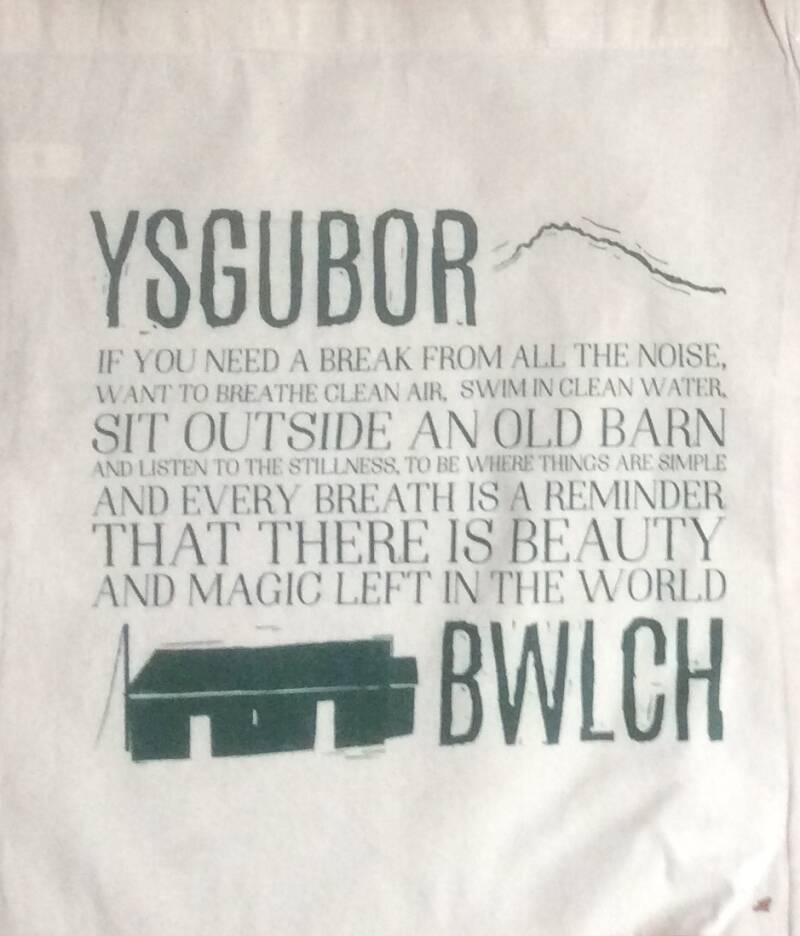 YSGUBOR
IF YOU NEED A BREAK FROM ALL THE NOISE,
WANT TO BREATHE CLEAN AIR, SWIM IN CLEAN WATER,
SIT OUTSIDE AN OLD BARN
AND LISTEN TO THE STILLNESS, TO BE WHERE THINGS ARE SIMPLE
AND EVERY BREATH IS A REMINDER
THAT THERE IS BEAUTY
AND MAGIC LEFT IN THE WORLD
BWLCH